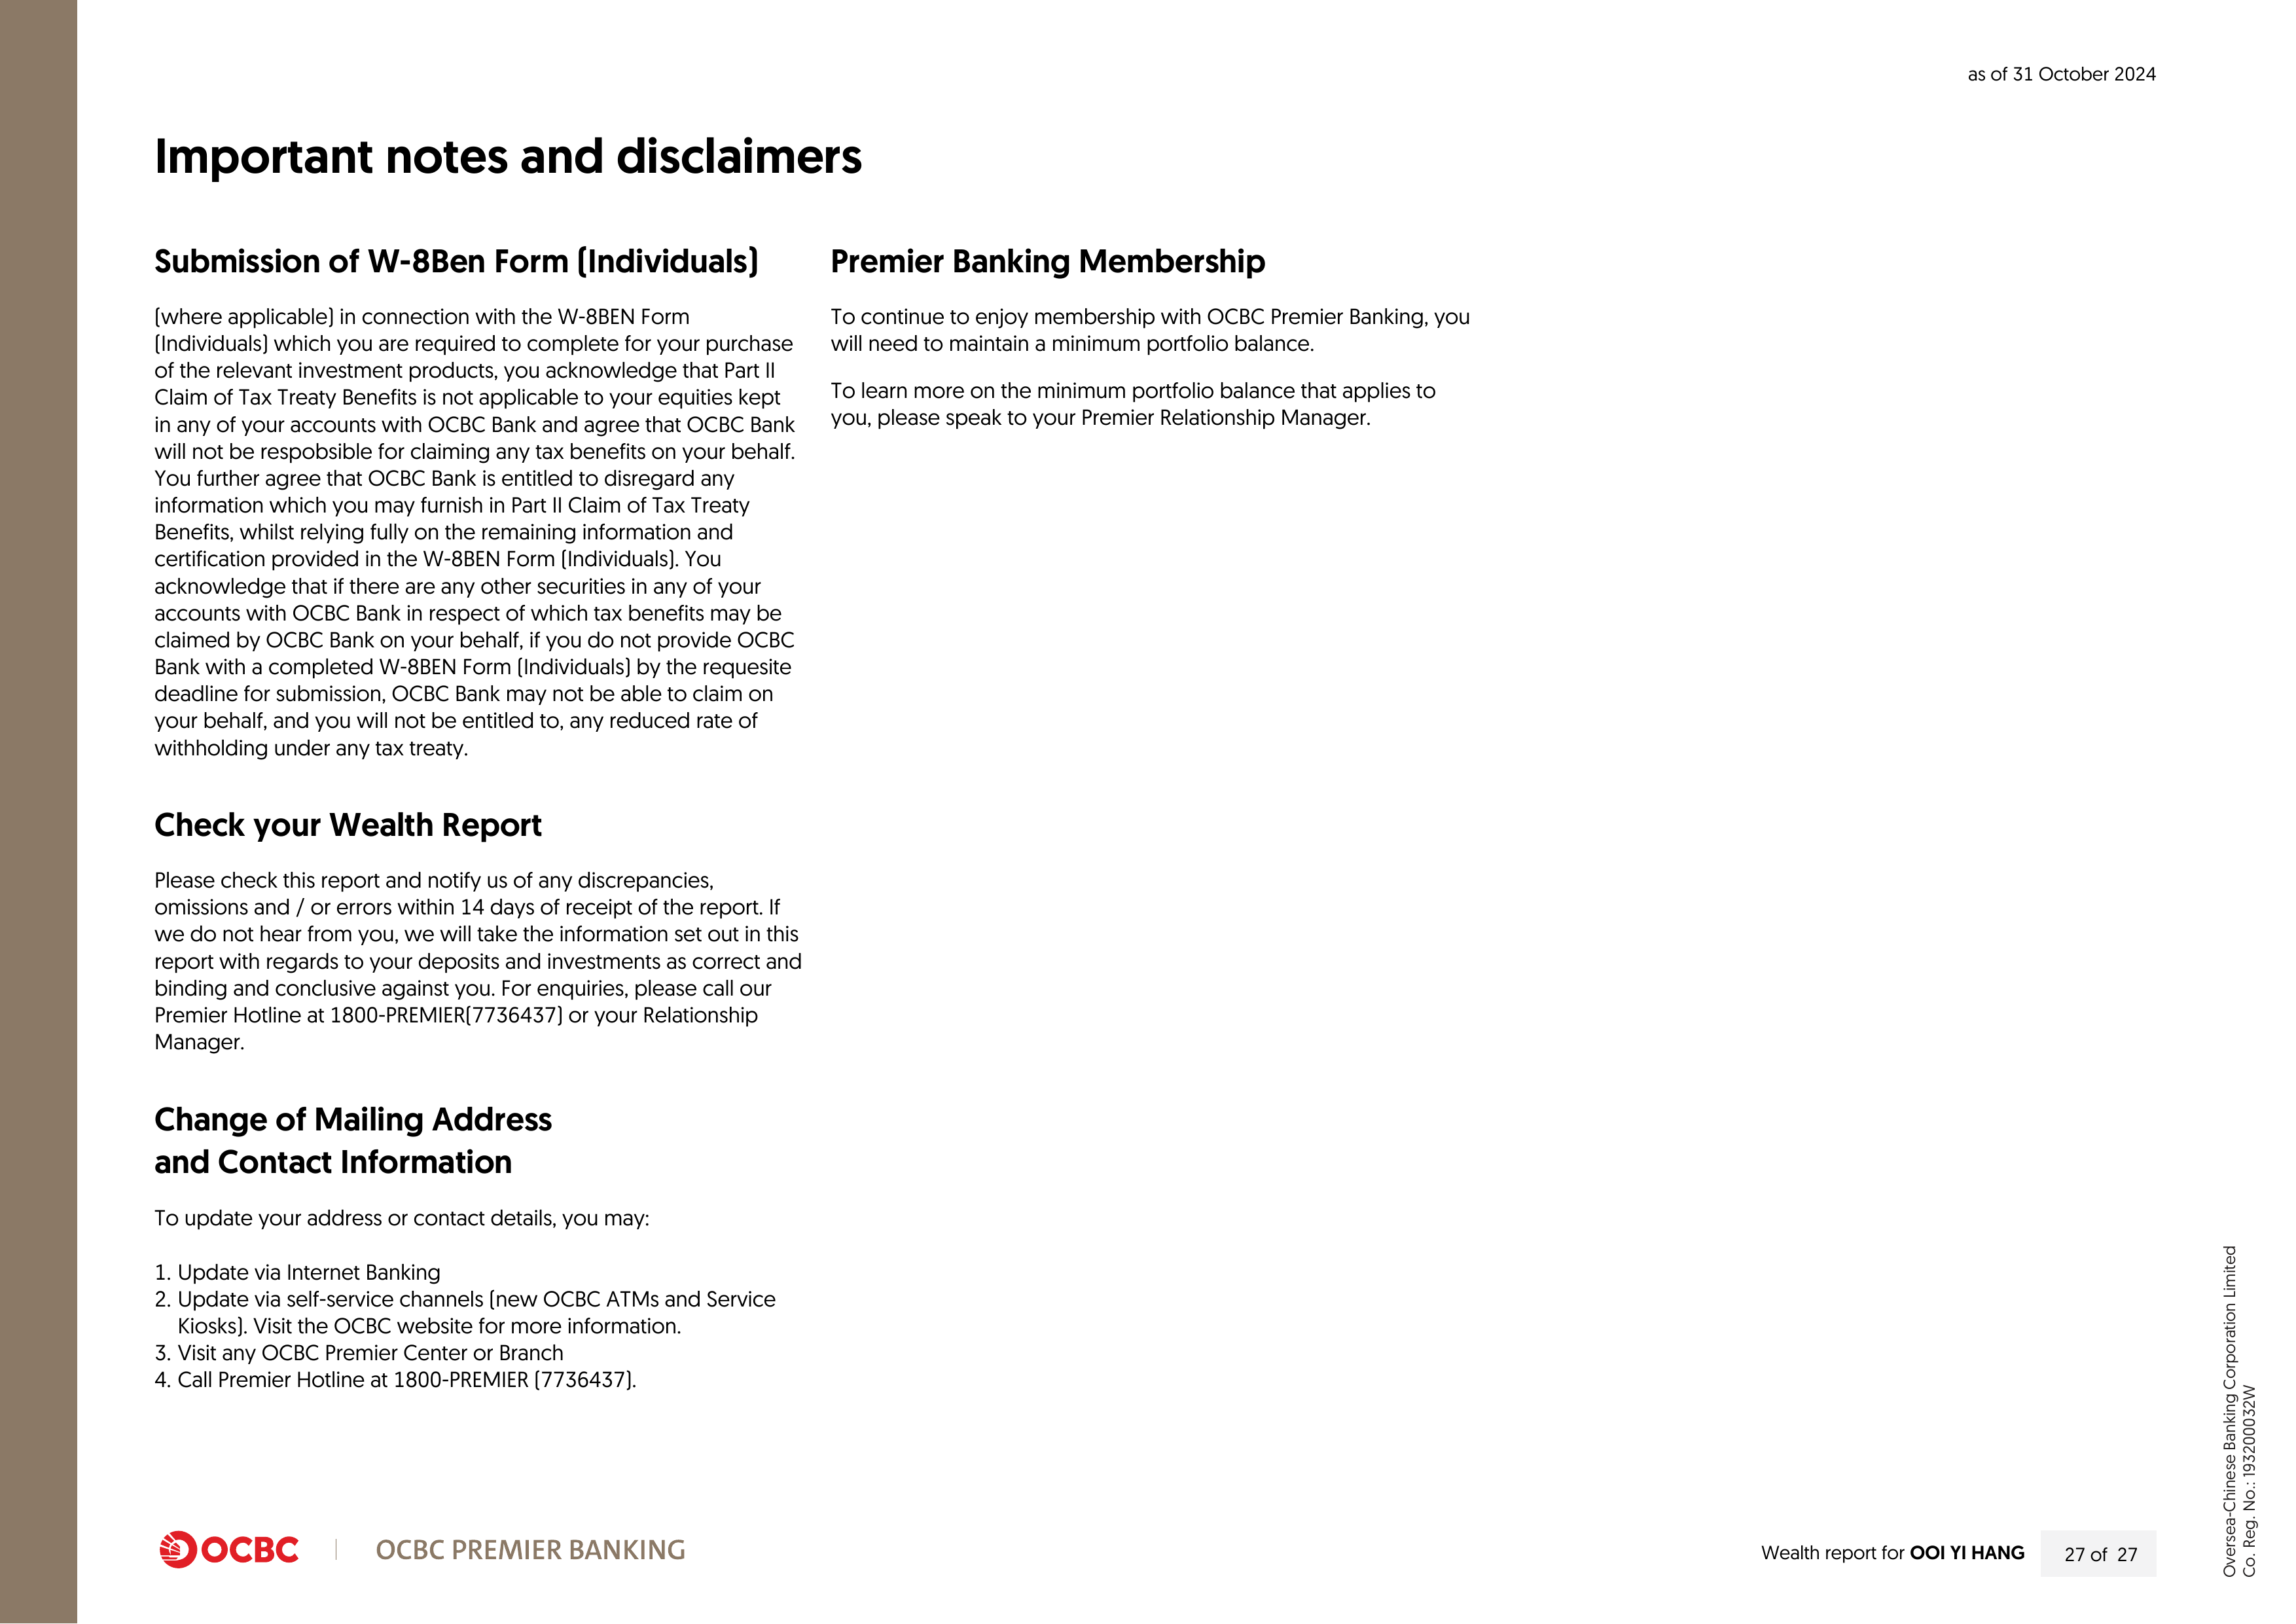 as of 31 October 2024
Important notes and disclaimers
Submission of W-8Ben Form (Individuals)
(where applicable) in connection with the W-8BEN Form
(Individuals) which you are required to complete for your purchase
of the relevant investment products, you acknowledge that Part II
Claim of Tax Treaty Benefits is not applicable to your equities kept
in any of your accounts with OCBC Bank and agree that OCBC Bank
will not be respobsible for claiming any tax benefits on your behalf.
You further agree that OCBC Bank is entitled to disregard any
information which you may furnish in Part II Claim of Tax Treaty
Benefits, whilst relying fully on the remaining information and
certification provided in the W-8BEN Form (Individuals). You
acknowledge that if there are any other securities in any of your
accounts with OCBC Bank in respect of which tax benefits may be
claimed by OCBC Bank on your behalf, if you do not provide OCBC
Bank with a completed W-8BEN Form (Individuals) by the requesite
deadline for submission, OCBC Bank may not be able to claim on
your behalf, and you will not be entitled to, any reduced rate of
withholding under any tax treaty.
Check your Wealth Report
Please check this report and notify us of any discrepancies,
omissions and / or errors within 14 days of receipt of the report. If
we do not hear from you, we will take the information set out in this
report with regards to your deposits and investments as correct and
binding and conclusive against you. For enquiries, please call our
Premier Hotline at 1800-PREMIER(7736437) or your Relationship
Manager.
Change of Mailing Address
and Contact Information
To update your address or contact details, you may:
1. Update via Internet Banking
2. Update via self-service channels (new OCBC ATMs and Service
Kiosks). Visit the OCBC website for more information.
3. Visit any OCBC Premier Center or Branch
4. Call Premier Hotline at 1800-PREMIER (7736437).
Premier Banking Membership
To continue to enjoy membership with OCBC Premier Banking, you
will need to maintain a minimum portfolio balance.
To learn more on the minimum portfolio balance that applies to
you, please speak to your Premier Relationship Manager.
OCBC | OCBC PREMIER BANKING
Wealth report for OOI YI HANG 27 of 27
Oversea-Chinese Banking Corporation Limited
Co. Reg. No.: 193200032W